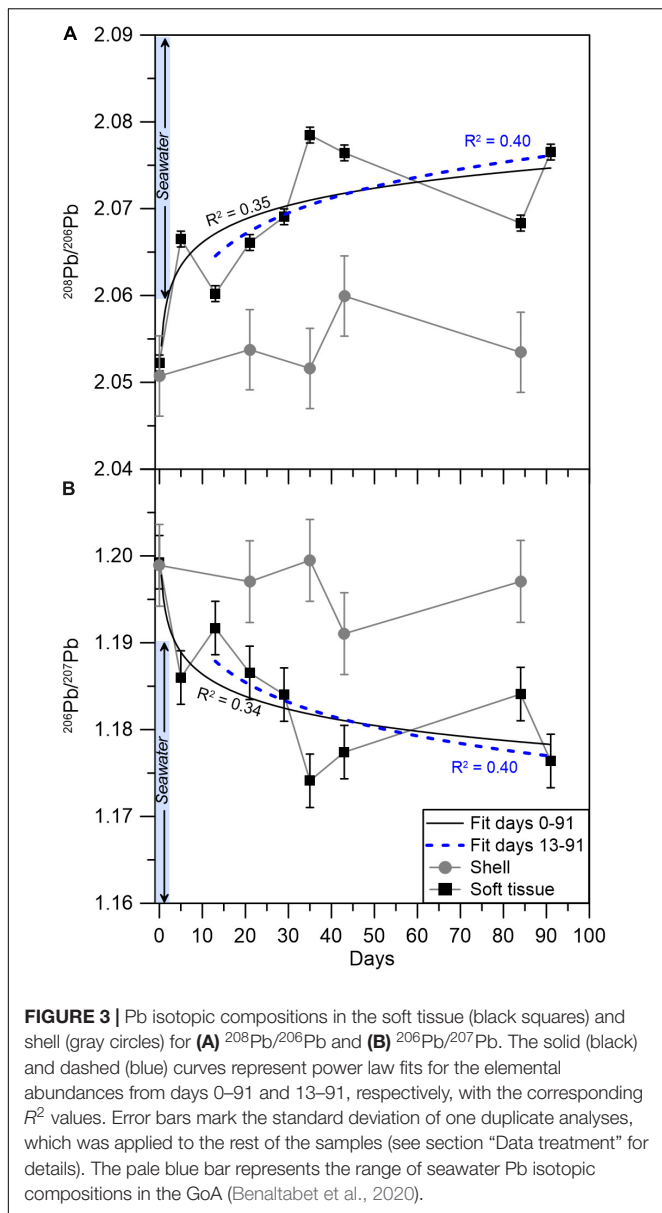 A
2.09
2.08
2.07
2.06
2.05
2.04
²⁰⁸Pb/²⁰⁶Pb
Seawater
R² = 0.35
R² = 0.40
B
1.20
1.19
1.18
1.17
1.16
²⁰⁶Pb/²⁰⁷Pb
Seawater
R² = 0.34
R² = 0.40
Fit days 0-91
Fit days 13-91
Shell
Soft tissue
0 10 20 30 40 50 60 70 80 90 100
Days
FIGURE 3 | Pb isotopic compositions in the soft tissue (black squares) and
shell (gray circles) for (A) ²⁰⁸Pb/²⁰⁶Pb and (B) ²⁰⁶Pb/²⁰⁷Pb. The solid (black)
and dashed (blue) curves represent power law fits for the elemental
abundances from days 0–91 and 13–91, respectively, with the corresponding
R² values. Error bars mark the standard deviation of one duplicate analyses,
which was applied to the rest of the samples (see section “Data treatment” for
details). The pale blue bar represents the range of seawater Pb isotopic
compositions in the GoA (Benaltabet et al., 2020).